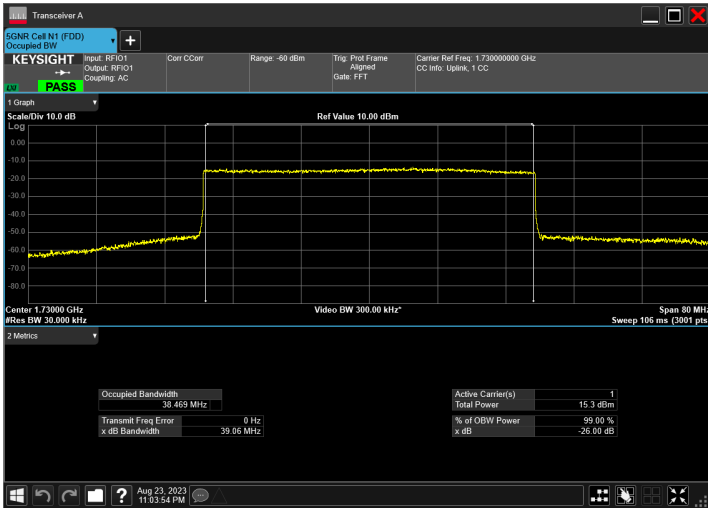 Transceiver A
5GNR Cell N1 (FDD)
Occupied BW
KEYSIGHT
Input: RFIO1
Output: RFIO1
Coupling: AC
Corr CCorr
Range: -60 dBm
Trig: Prot Frame
Aligned
Gate: FFT
Carrier Ref Freq: 1.730000000 GHz
CC Info: Uplink, 1 CC
LXI
PASS
1 Graph
Scale/Div 10.0 dB
Ref Value 10.00 dBm
Log
0.00
-10.0
-20.0
-30.0
-40.0
-50.0
-60.0
-70.0
-80.0
Center 1.73000 GHz
Video BW 300.00 kHz*
Span 80 MHz
#Res BW 30.000 kHz
Sweep 106 ms (3001 pts)
2 Metrics
Occupied Bandwidth
38.469 MHz
Transmit Freq Error 0 Hz
x dB Bandwidth 39.06 MHz
Active Carrier(s) 1
Total Power 15.3 dBm
% of OBW Power 99.00 %
x dB -26.00 dB
?
Aug 23, 2023
11:03:54 PM